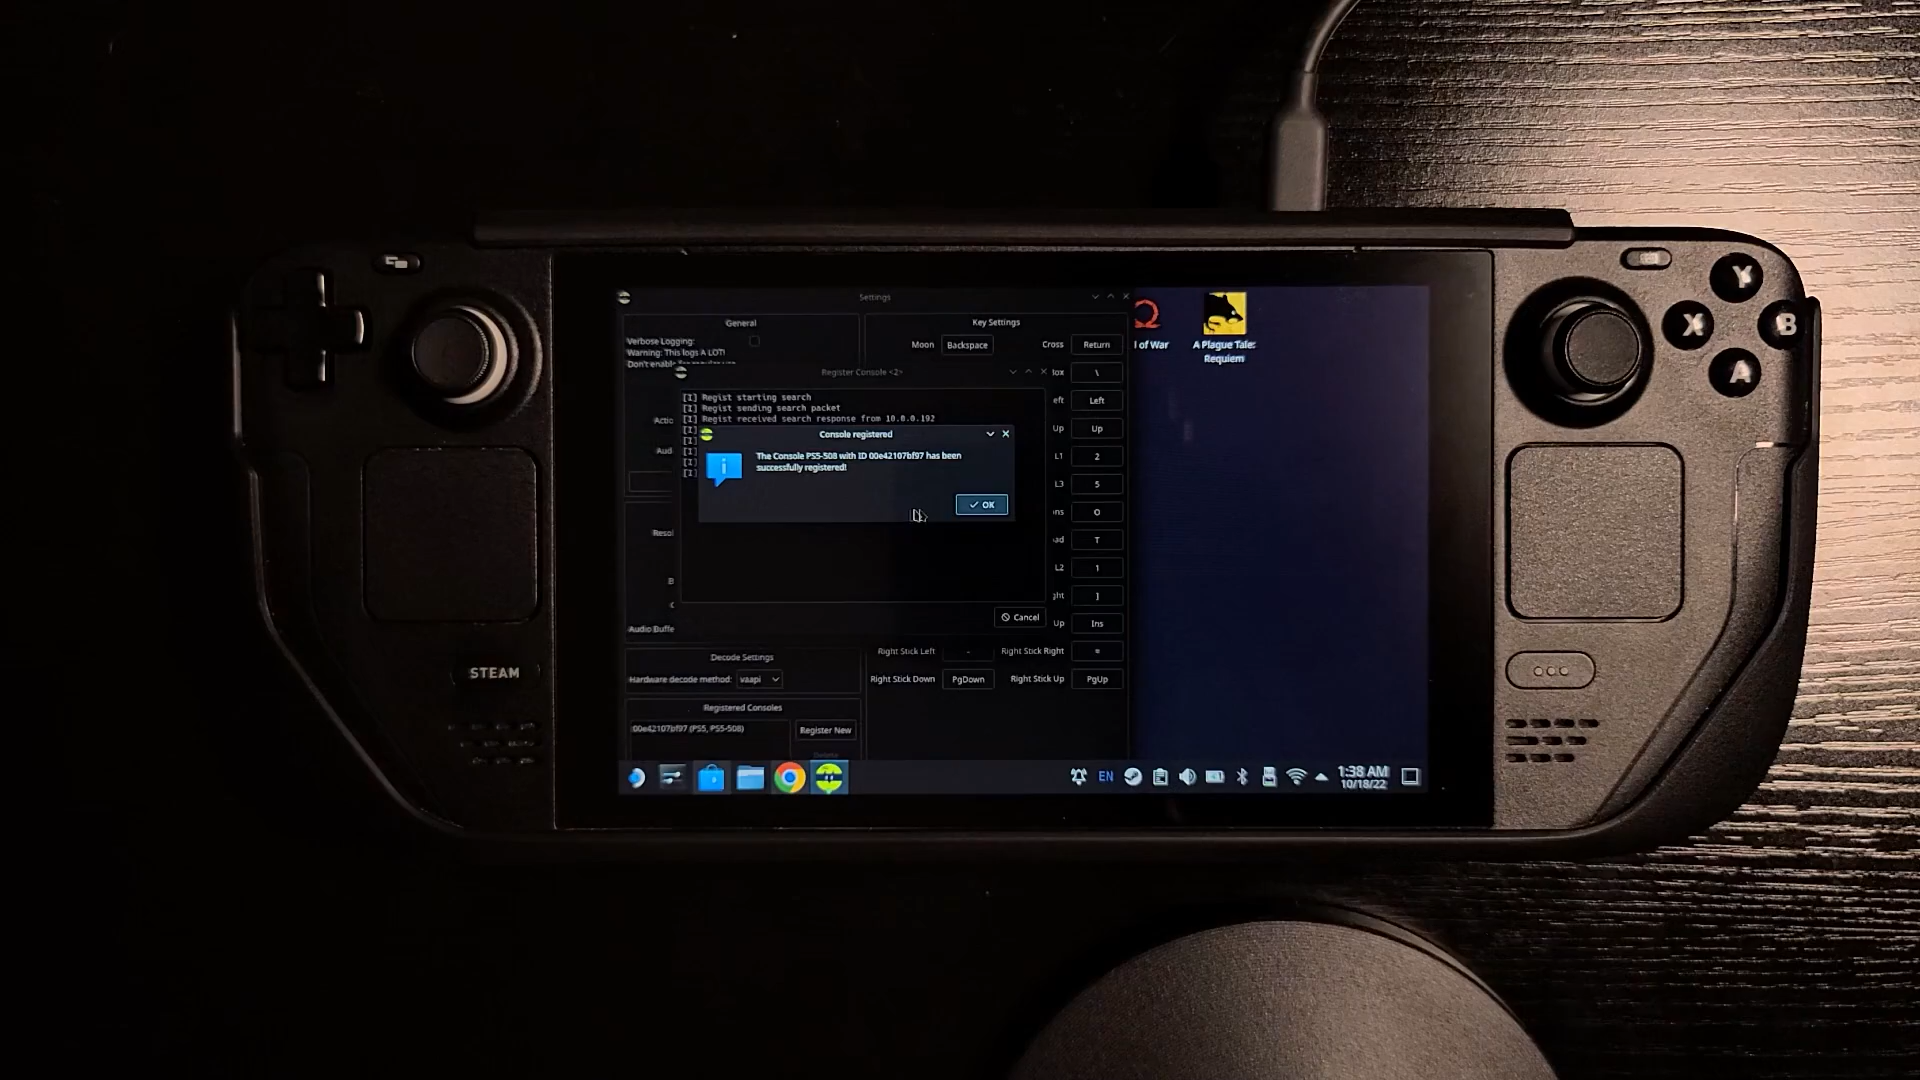 Settings
General
Verbose Logging:
Warning: This logs A LOT!
Key Settings
Moon Backspace Cross Return
\
Left
Up Up
L1 2
L3 5
O
T
L2 1
]
Up Ins
Register Console <2>
[I] Regist starting search
[I] Regist sending search packet
[I] Regist received search response from 10.0.0.192
[I]
[I]
[I]
[I]
[I]
Console registered
The Console PS5-508 with ID 00e42107bf97 has been
successfully registered!
OK
Cancel
Audio Buffe
Right Stick Left - Right Stick Right =
Right Stick Down PgDown Right Stick Up PgUp
Decode Settings
Hardware decode method: vaapi
Registered Consoles
00e42107bf97 (PS5, PS5-508)
Register New
l of War
A Plague Tale:
Requiem
EN
1:38 AM
10/18/22
STEAM
Y
X
B
A